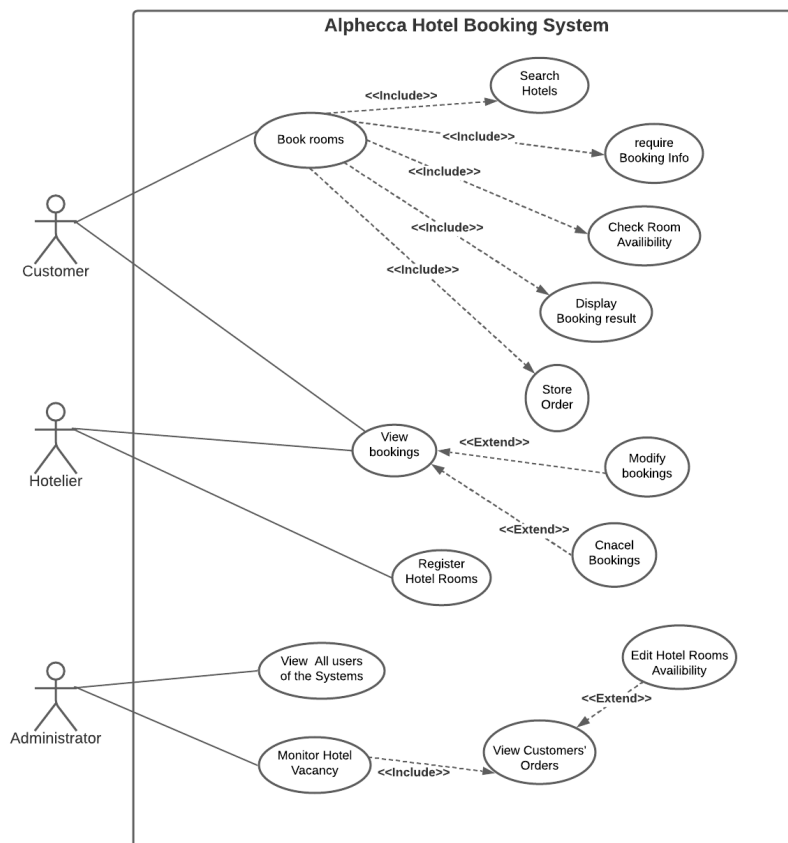 Alphecca Hotel Booking System
Search
Hotels
<<Include>>
Book rooms
<<Include>>
require
Booking Info
<<Include>>
Check Room
Availibility
<<Include>>
Customer
<<Include>>
Display
Booking result
Store
Order
View
bookings
<<Extend>>
Modify
bookings
Hotelier
<<Extend>>
Cnacel
Bookings
Register
Hotel Rooms
View  All users
of the Systems
Edit Hotel Rooms
Availibility
<<Extend>>
Administrator
Monitor Hotel
Vacancy
<<Include>>
View Customers'
Orders